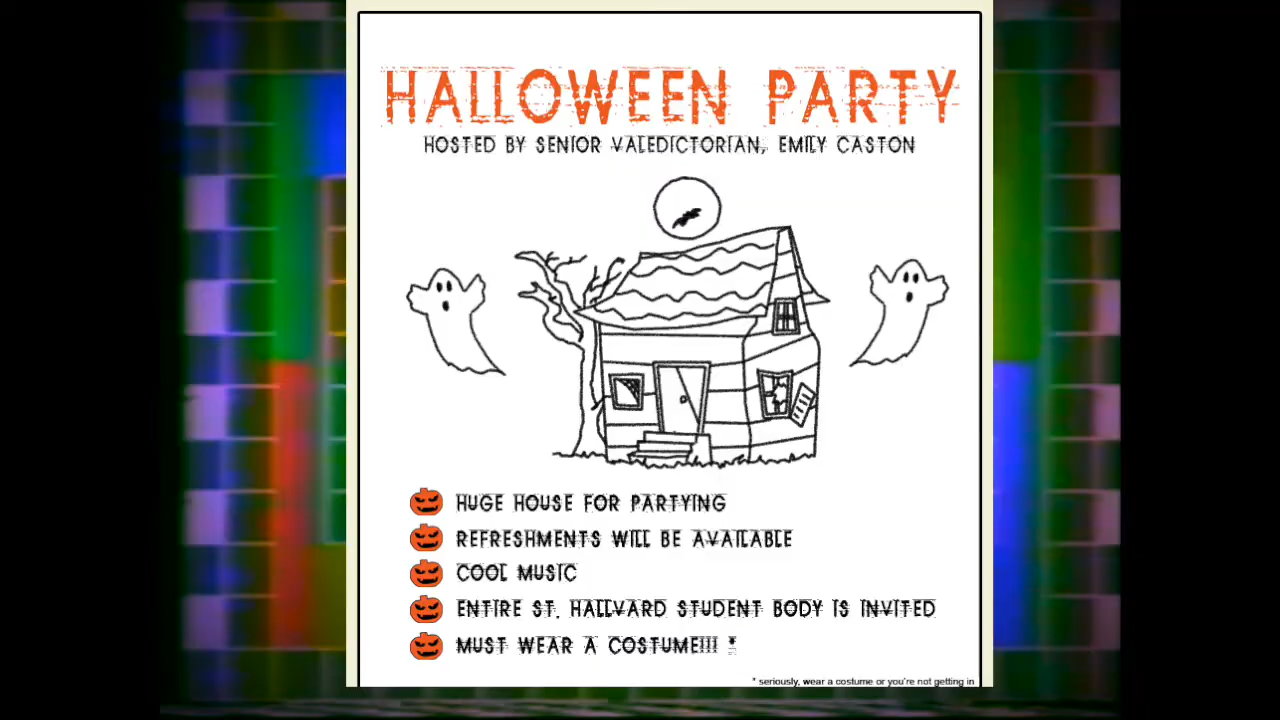 HALLOWEEN PARTY
HOSTED BY SENIOR VALEDICTORIAN, EMILY CASTON
HUGE HOUSE FOR PARTYING
REFRESHMENTS WILL BE AVAILABLE
COOL MUSIC
ENTIRE ST. HALLVARD STUDENT BODY IS INVITED
MUST WEAR A COSTUME!!! *
* seriously, wear a costume or you're not getting in